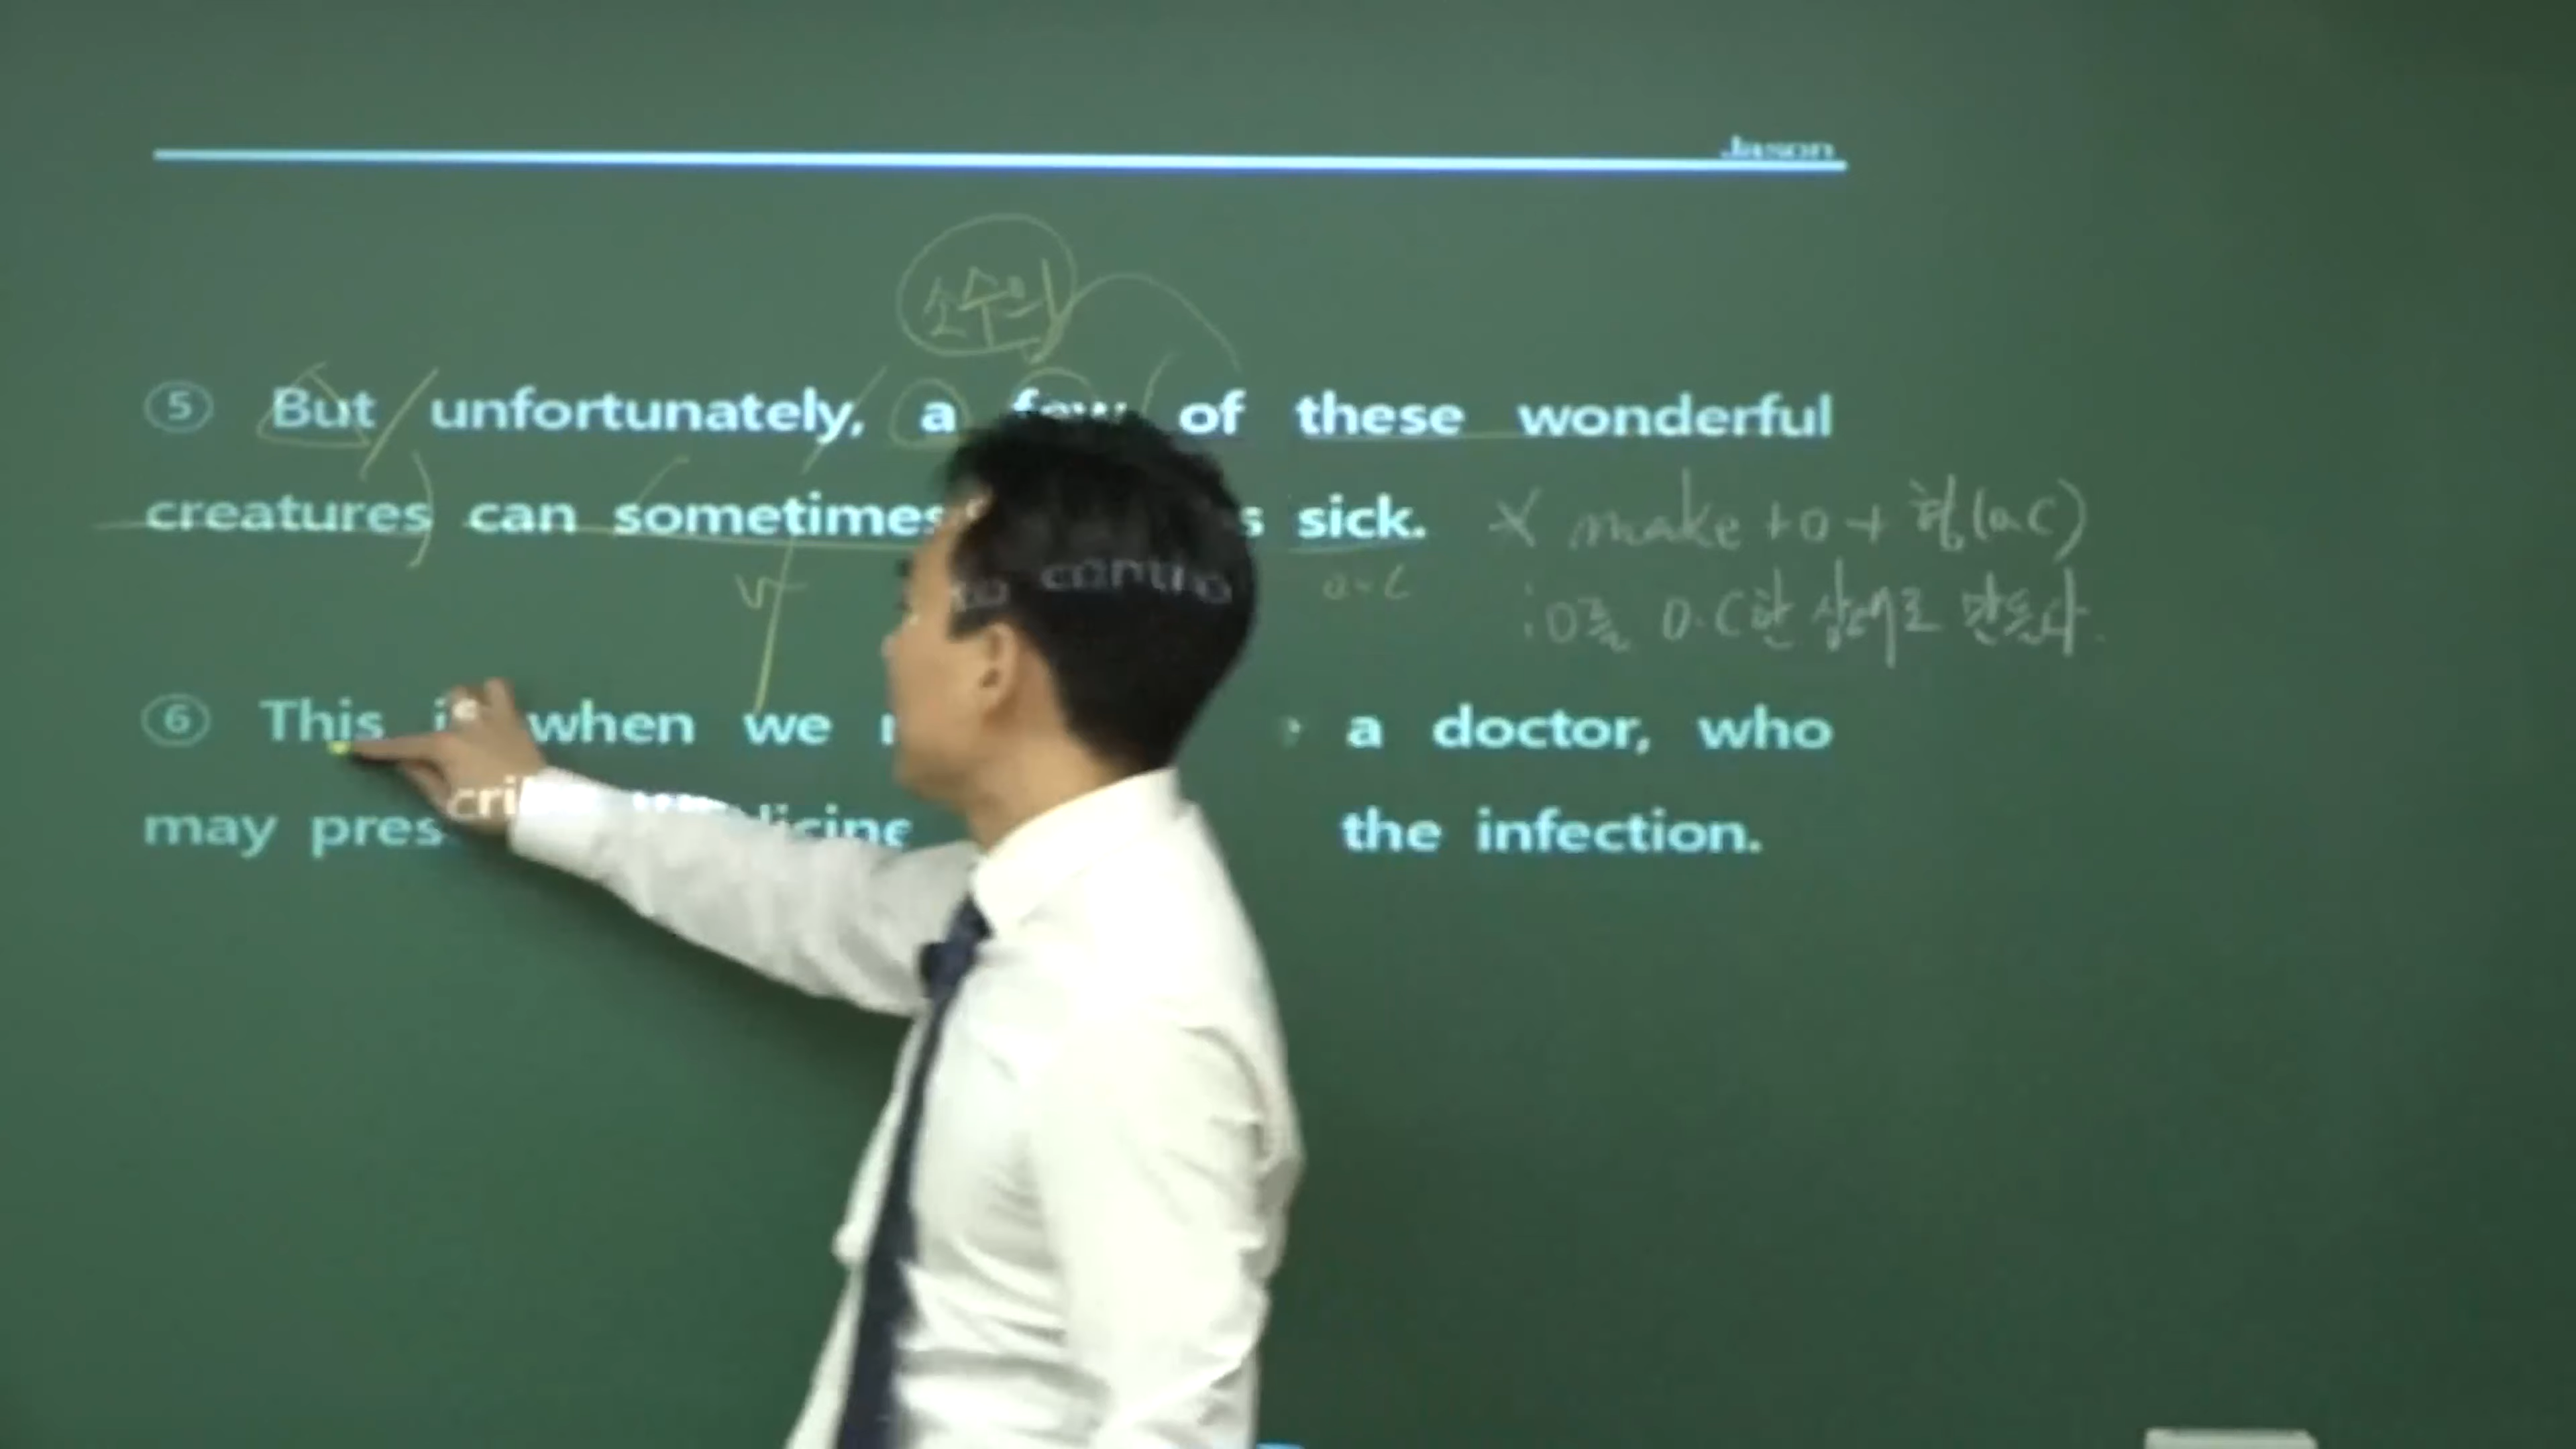 Jason
소수의
⑤ But unfortunately, a few of these wonderful
creatures can sometimes sick. * make + O + 형(O.C)
V O.C : O를 O.C한 상태로 만든다.
⑥ This is when we a doctor, who
may the infection.